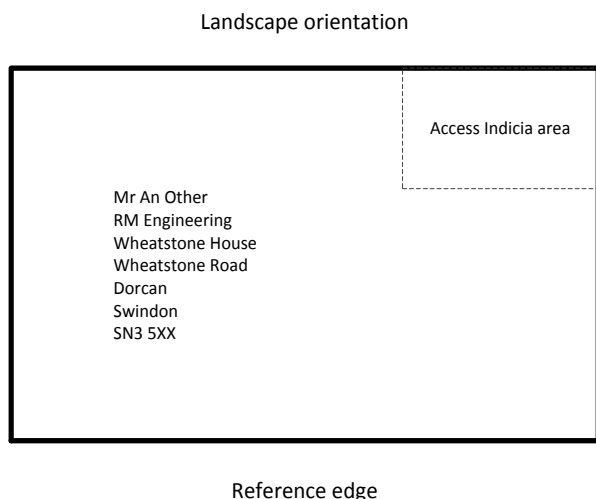 Landscape orientation
Access Indicia area
Mr An Other
RM Engineering
Wheatstone House
Wheatstone Road
Dorcan
Swindon
SN3 5XX
Reference edge